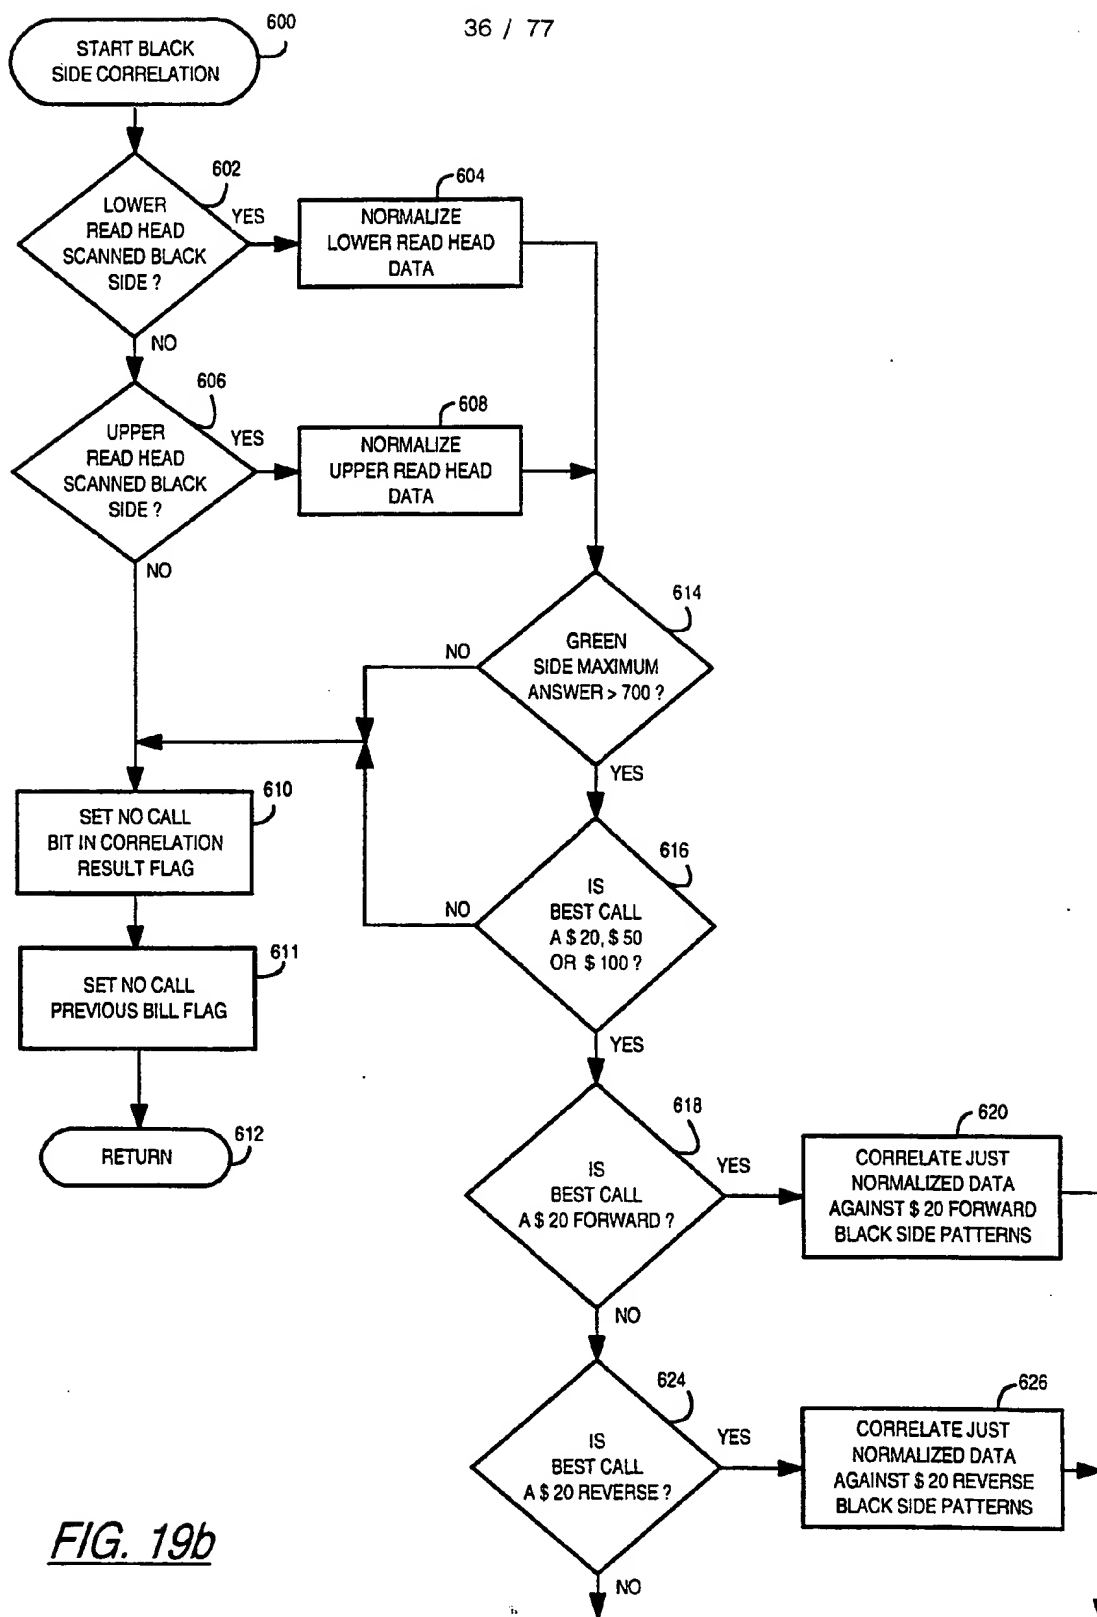 36 / 77
START BLACK
SIDE CORRELATION
600
LOWER
READ HEAD
SCANNED BLACK
SIDE ?
602
YES
NO
NORMALIZE
LOWER READ HEAD
DATA
604
UPPER
READ HEAD
SCANNED BLACK
SIDE ?
606
YES
NO
NORMALIZE
UPPER READ HEAD
DATA
608
GREEN
SIDE MAXIMUM
ANSWER > 700 ?
614
NO
YES
SET NO CALL
BIT IN CORRELATION
RESULT FLAG
610
IS
BEST CALL
A $ 20, $ 50
OR $ 100 ?
616
NO
YES
SET NO CALL
PREVIOUS BILL FLAG
611
RETURN
612
IS
BEST CALL
A $ 20 FORWARD ?
618
YES
NO
CORRELATE JUST
NORMALIZED DATA
AGAINST $ 20 FORWARD
BLACK SIDE PATTERNS
620
IS
BEST CALL
A $ 20 REVERSE ?
624
YES
NO
CORRELATE JUST
NORMALIZED DATA
AGAINST $ 20 REVERSE
BLACK SIDE PATTERNS
626
FIG. 19b